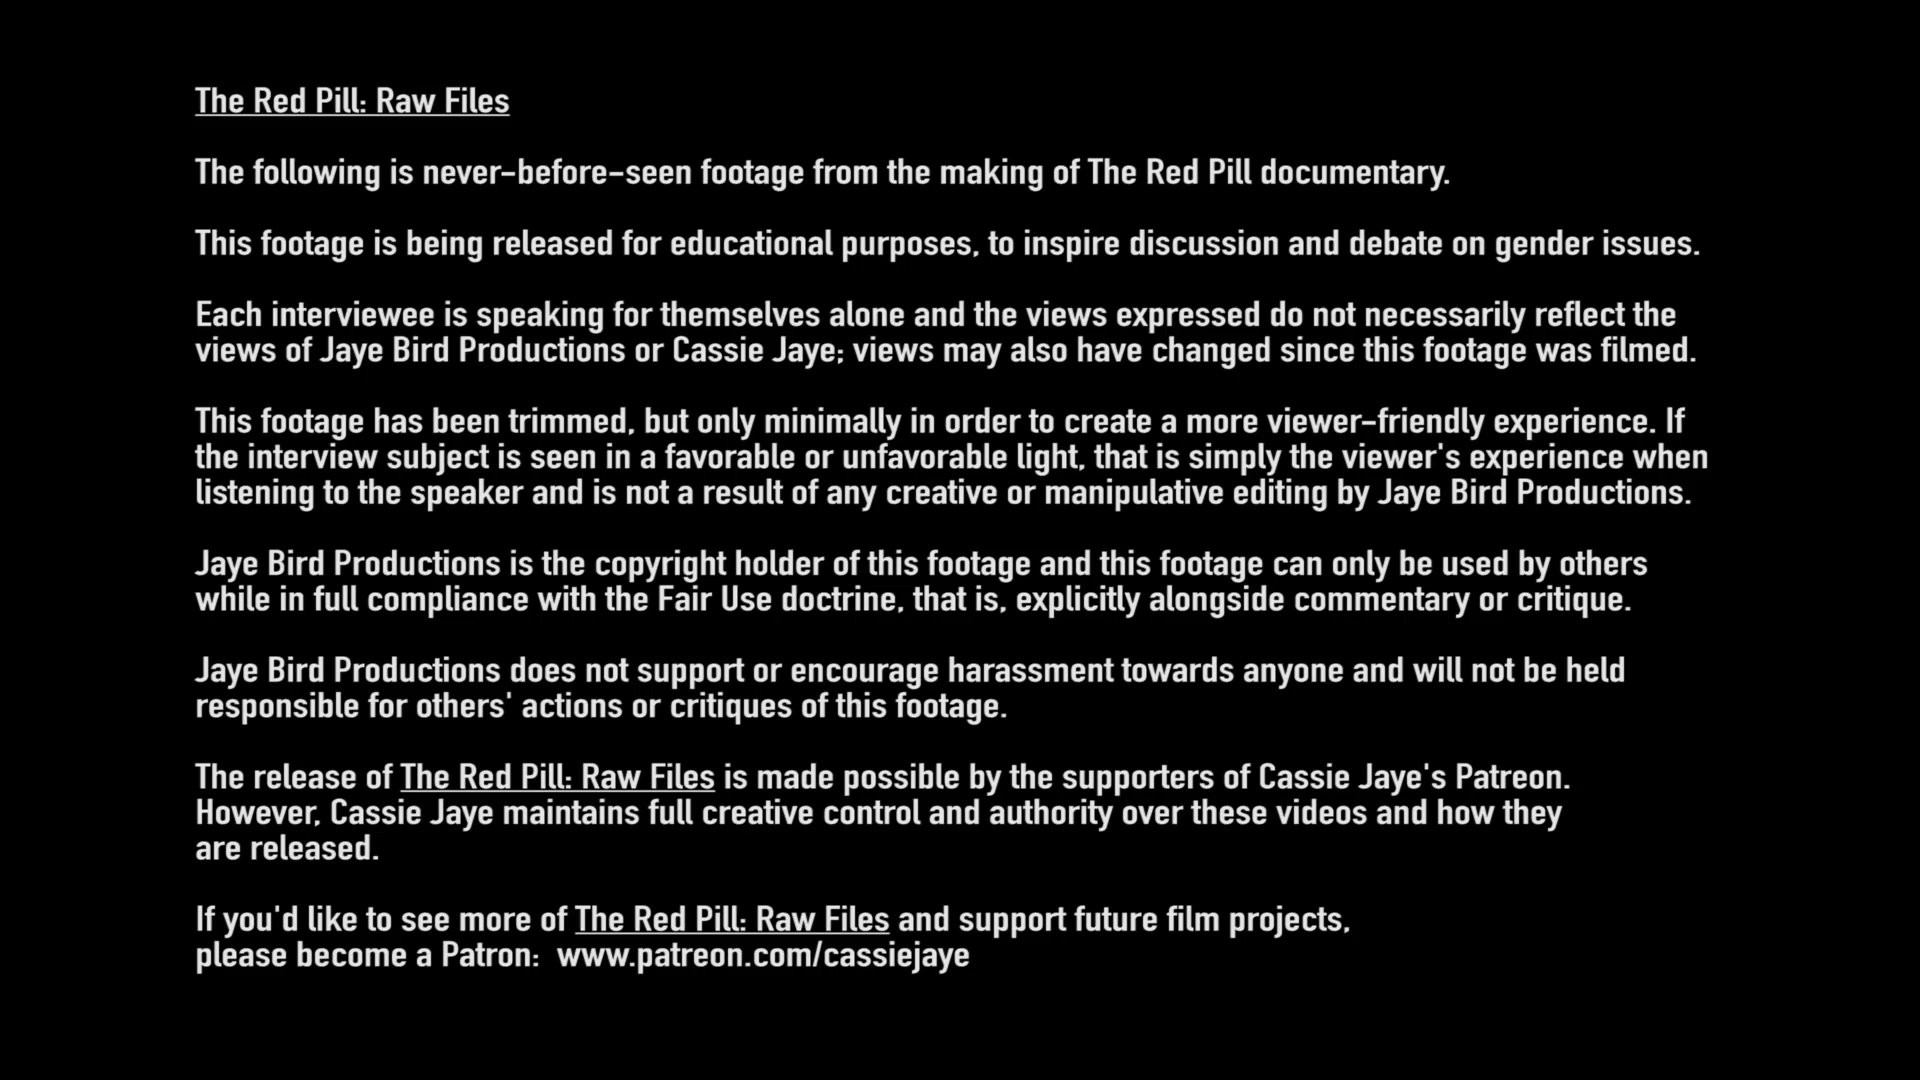 The Red Pill: Raw Files
The following is never-before-seen footage from the making of The Red Pill documentary.
This footage is being released for educational purposes, to inspire discussion and debate on gender issues.
Each interviewee is speaking for themselves alone and the views expressed do not necessarily reflect the
views of Jaye Bird Productions or Cassie Jaye; views may also have changed since this footage was filmed.
This footage has been trimmed, but only minimally in order to create a more viewer-friendly experience. If
the interview subject is seen in a favorable or unfavorable light, that is simply the viewer's experience when
listening to the speaker and is not a result of any creative or manipulative editing by Jaye Bird Productions.
Jaye Bird Productions is the copyright holder of this footage and this footage can only be used by others
while in full compliance with the Fair Use doctrine, that is, explicitly alongside commentary or critique.
Jaye Bird Productions does not support or encourage harassment towards anyone and will not be held
responsible for others' actions or critiques of this footage.
The release of The Red Pill: Raw Files is made possible by the supporters of Cassie Jaye's Patreon.
However, Cassie Jaye maintains full creative control and authority over these videos and how they
are released.
If you'd like to see more of The Red Pill: Raw Files and support future film projects,
please become a Patron:  www.patreon.com/cassiejaye